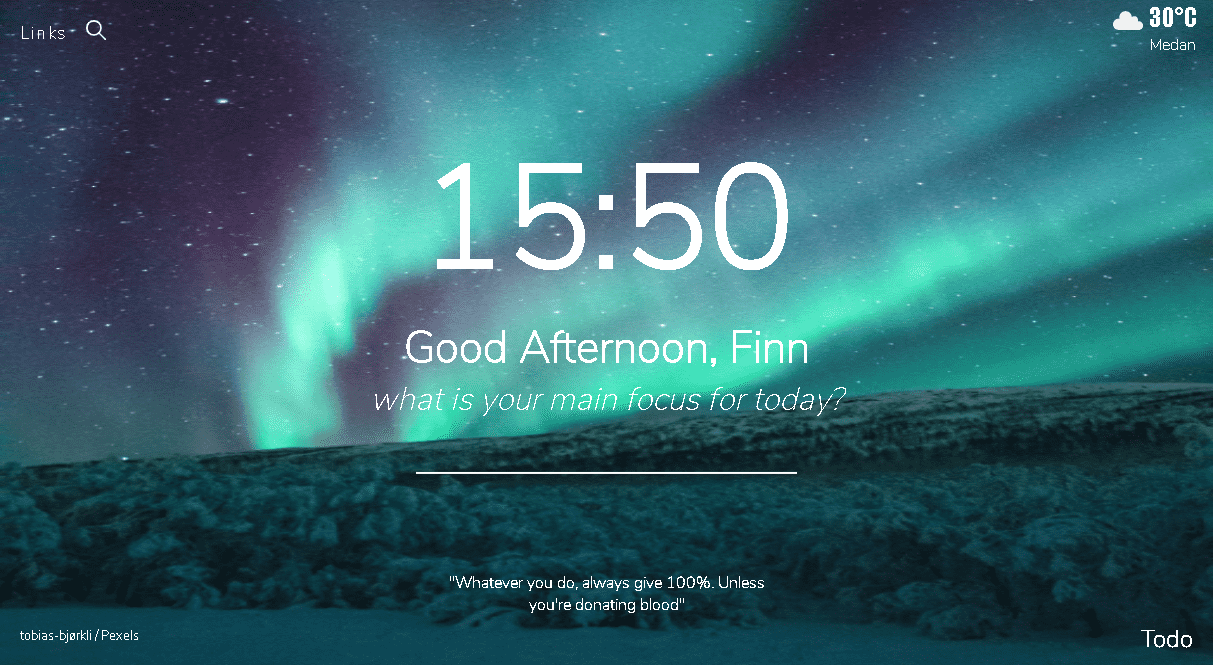 Links
30°C
Medan
15:50
Good Afternoon, Finn
what is your main focus for today?
"Whatever you do, always give 100%. Unless
you're donating blood"
tobias-bjørkli / Pexels
Todo